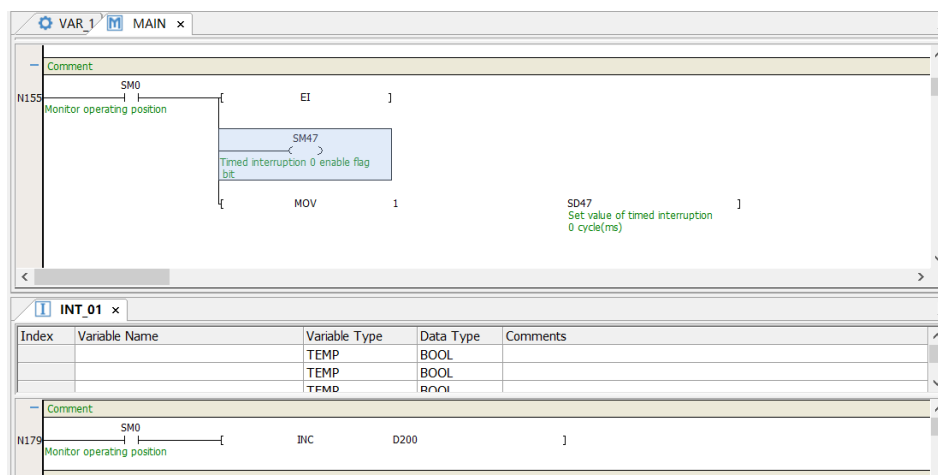 VAR_1 MAIN ×
Comment
SM0
N155 [ EI ]
Monitor operating position
SM47
Timed interruption 0 enable flag
bit
[ MOV 1 SD47 ]
Set value of timed interruption
0 cycle(ms)
INT_01 ×
Index Variable Name Variable Type Data Type Comments
TEMP BOOL
TEMP BOOL
TEMP BOOL
Comment
SM0
N179 [ INC D200 ]
Monitor operating position